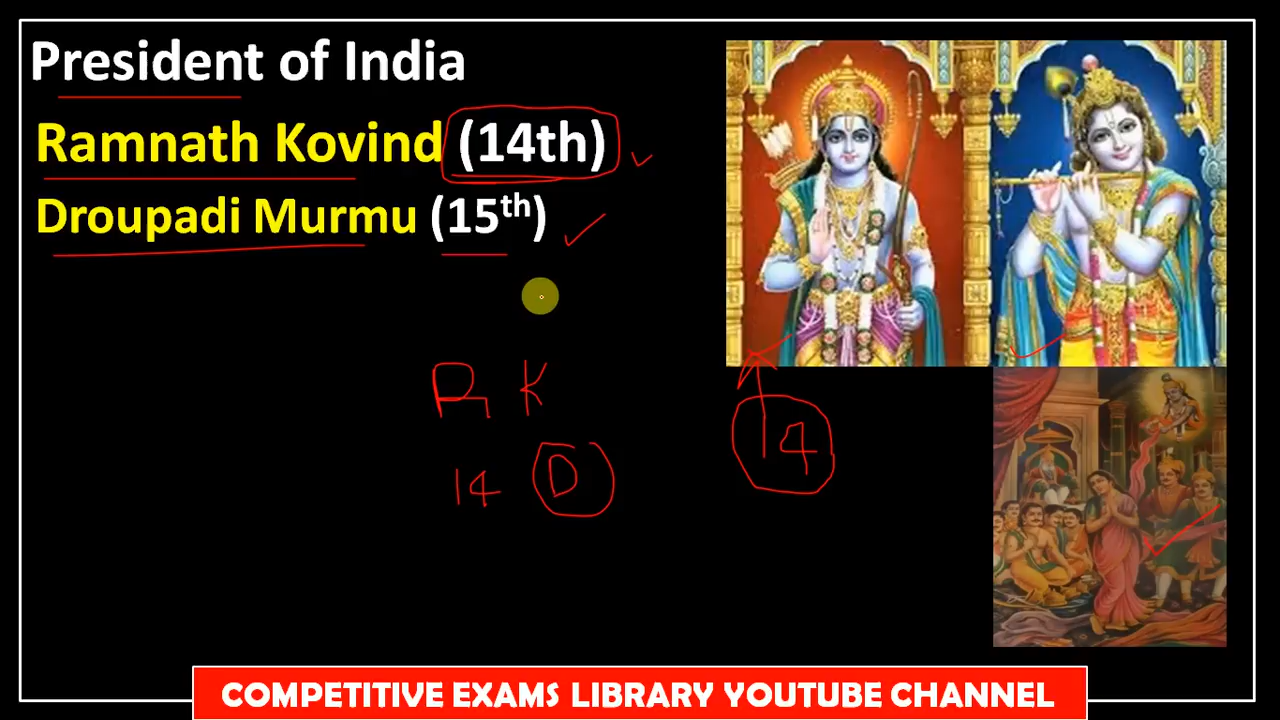 President of India
Ramnath Kovind (14th)
Droupadi Murmu (15th)
R K
14 D
14
COMPETITIVE EXAMS LIBRARY YOUTUBE CHANNEL